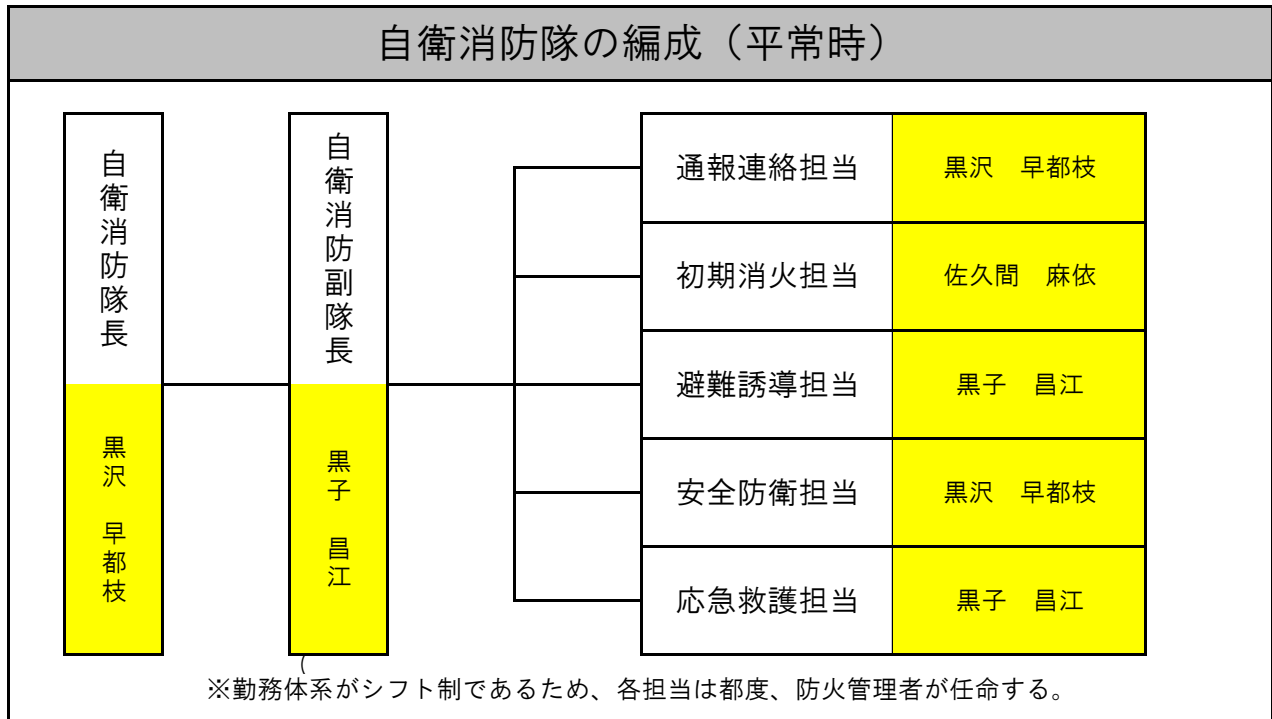 自衛消防隊の編成（平常時）
自衛消防隊長
黒沢　早都枝
自衛消防副隊長
黒子　昌江
通報連絡担当　黒沢　早都枝
初期消火担当　佐久間　麻依
避難誘導担当　黒子　昌江
安全防衛担当　黒沢　早都枝
応急救護担当　黒子　昌江
※勤務体系がシフト制であるため、各担当は都度、防火管理者が任命する。